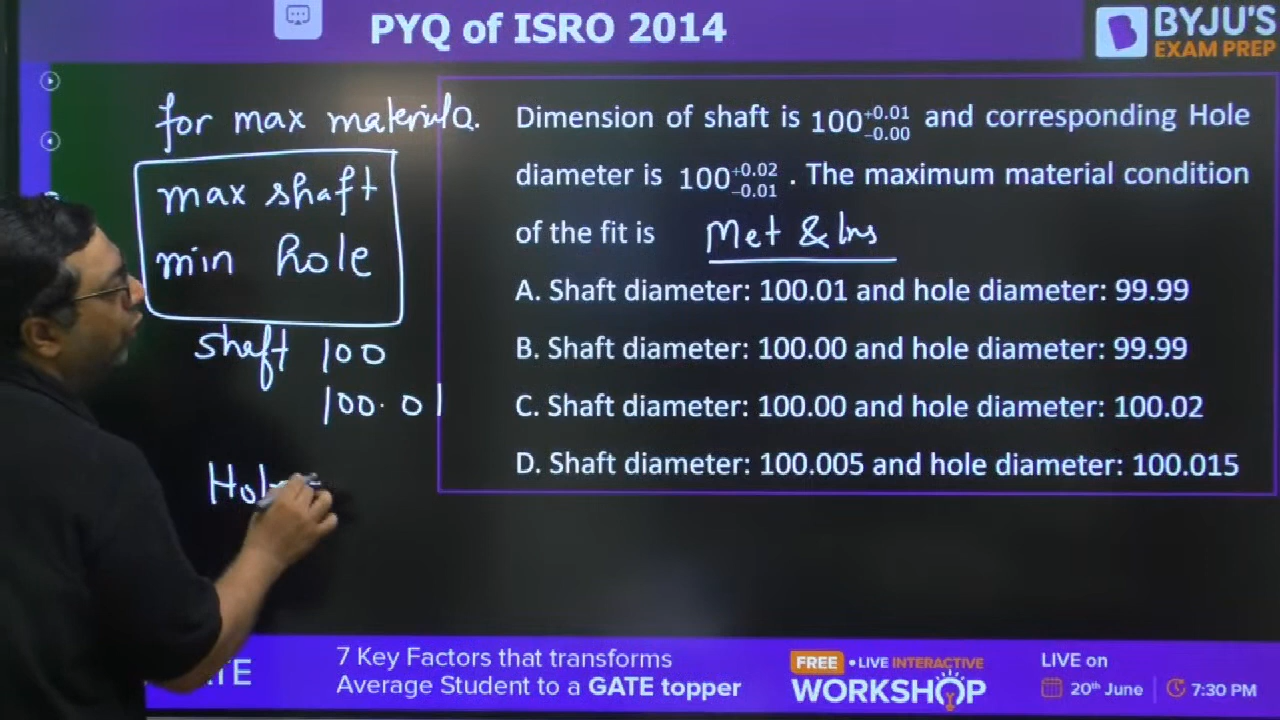 PYQ of ISRO 2014
BYJU'S
EXAM PREP
for max material
max shaft
min hole
shaft 100
100.01
Dimension of shaft is 100 +0.01 −0.00 and corresponding Hole
diameter is 100 +0.02 −0.01 . The maximum material condition
of the fit is Met & Ins
A. Shaft diameter: 100.01 and hole diameter: 99.99
B. Shaft diameter: 100.00 and hole diameter: 99.99
C. Shaft diameter: 100.00 and hole diameter: 100.02
D. Shaft diameter: 100.005 and hole diameter: 100.015
7 Key Factors that transforms
Average Student to a GATE topper
FREE • LIVE INTERACTIVE
WORKSHOP
LIVE on
20th June
7:30 PM